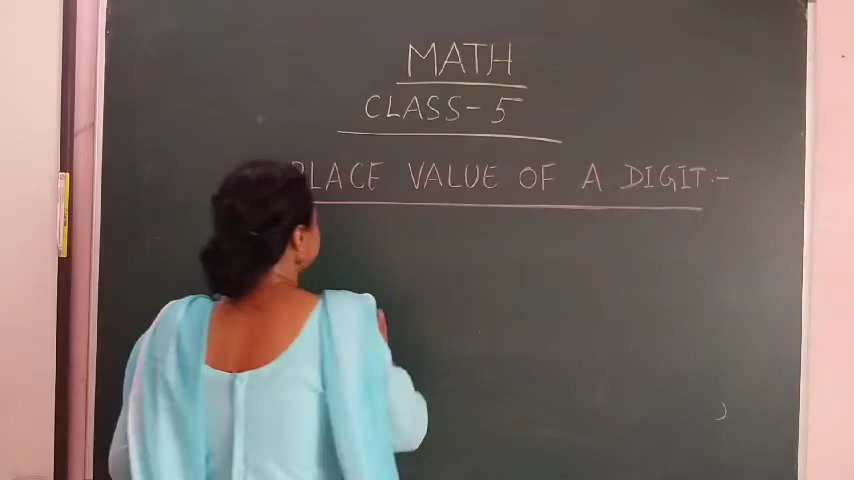 MATH
CLASS-5
PLACE VALUE OF A DIGIT:-